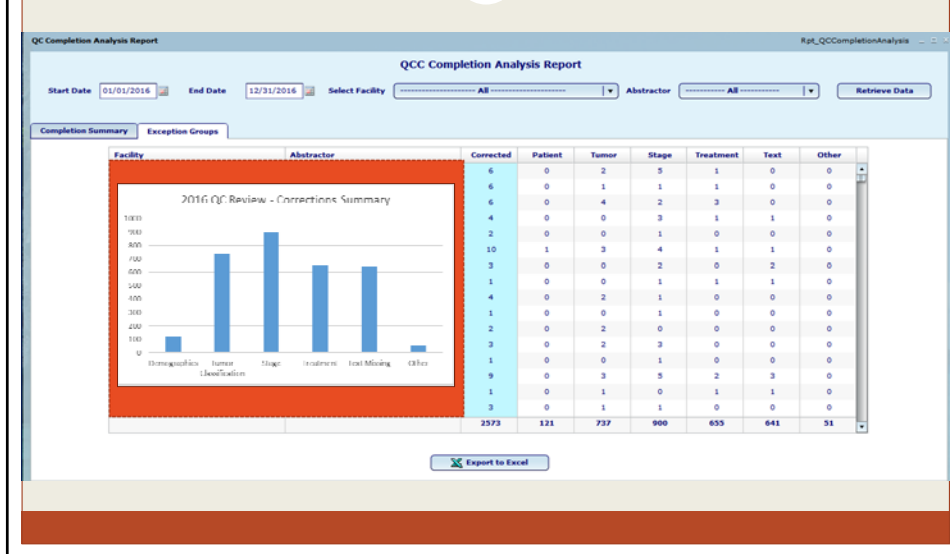 QC Completion Analysis Report Rpt_QCCompletionAnalysis
QCC Completion Analysis Report
Start Date 01/01/2016 End Date 12/31/2016 Select Facility ----------------------- All ----------------------- Abstractor ----------- All ----------- Retrieve Data
Completion Summary Exception Groups
Facility Abstractor Corrected Patient Tumor Stage Treatment Text Other
6 0 2 5 1 0 0
6 0 1 1 1 0 0
6 0 4 2 3 0 0
4 0 0 3 1 1 0
2 0 0 1 0 0 0
10 1 3 4 1 1 0
3 0 0 2 0 2 0
1 0 0 1 1 1 0
4 0 2 1 0 0 0
1 0 0 1 0 0 0
2 0 2 0 0 0 0
3 0 2 3 0 0 0
1 0 0 1 0 0 0
9 0 3 5 2 3 0
1 0 1 0 1 1 0
3 0 1 1 0 0 0
2573 121 737 900 655 641 51
2016 QC Review - Corrections Summary
1000
900
800
700
600
500
400
300
200
100
0
Demographics Tumor Classification Stage Treatment Text Missing Other
Export to Excel